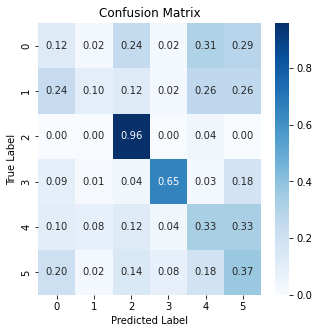 Confusion Matrix
0 0.12 0.02 0.24 0.02 0.31 0.29
1 0.24 0.10 0.12 0.02 0.26 0.26
2 0.00 0.00 0.96 0.00 0.04 0.00
3 0.09 0.01 0.04 0.65 0.03 0.18
4 0.10 0.08 0.12 0.04 0.33 0.33
5 0.20 0.02 0.14 0.08 0.18 0.37
0 1 2 3 4 5
True Label
Predicted Label
0.8
0.6
0.4
0.2
0.0